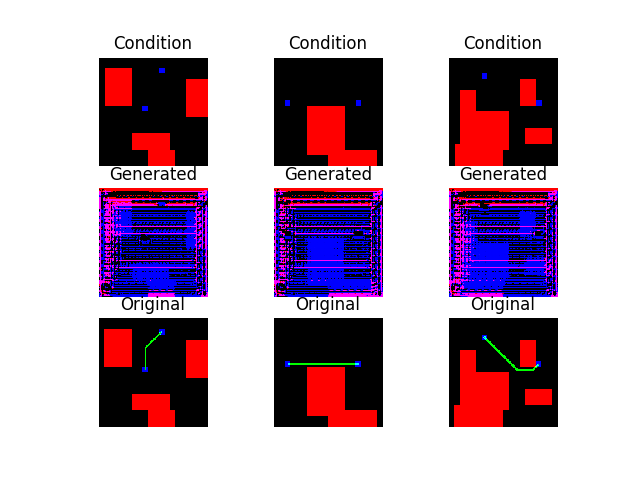 Condition Condition Condition
Generated Generated Generated
Original Original Original